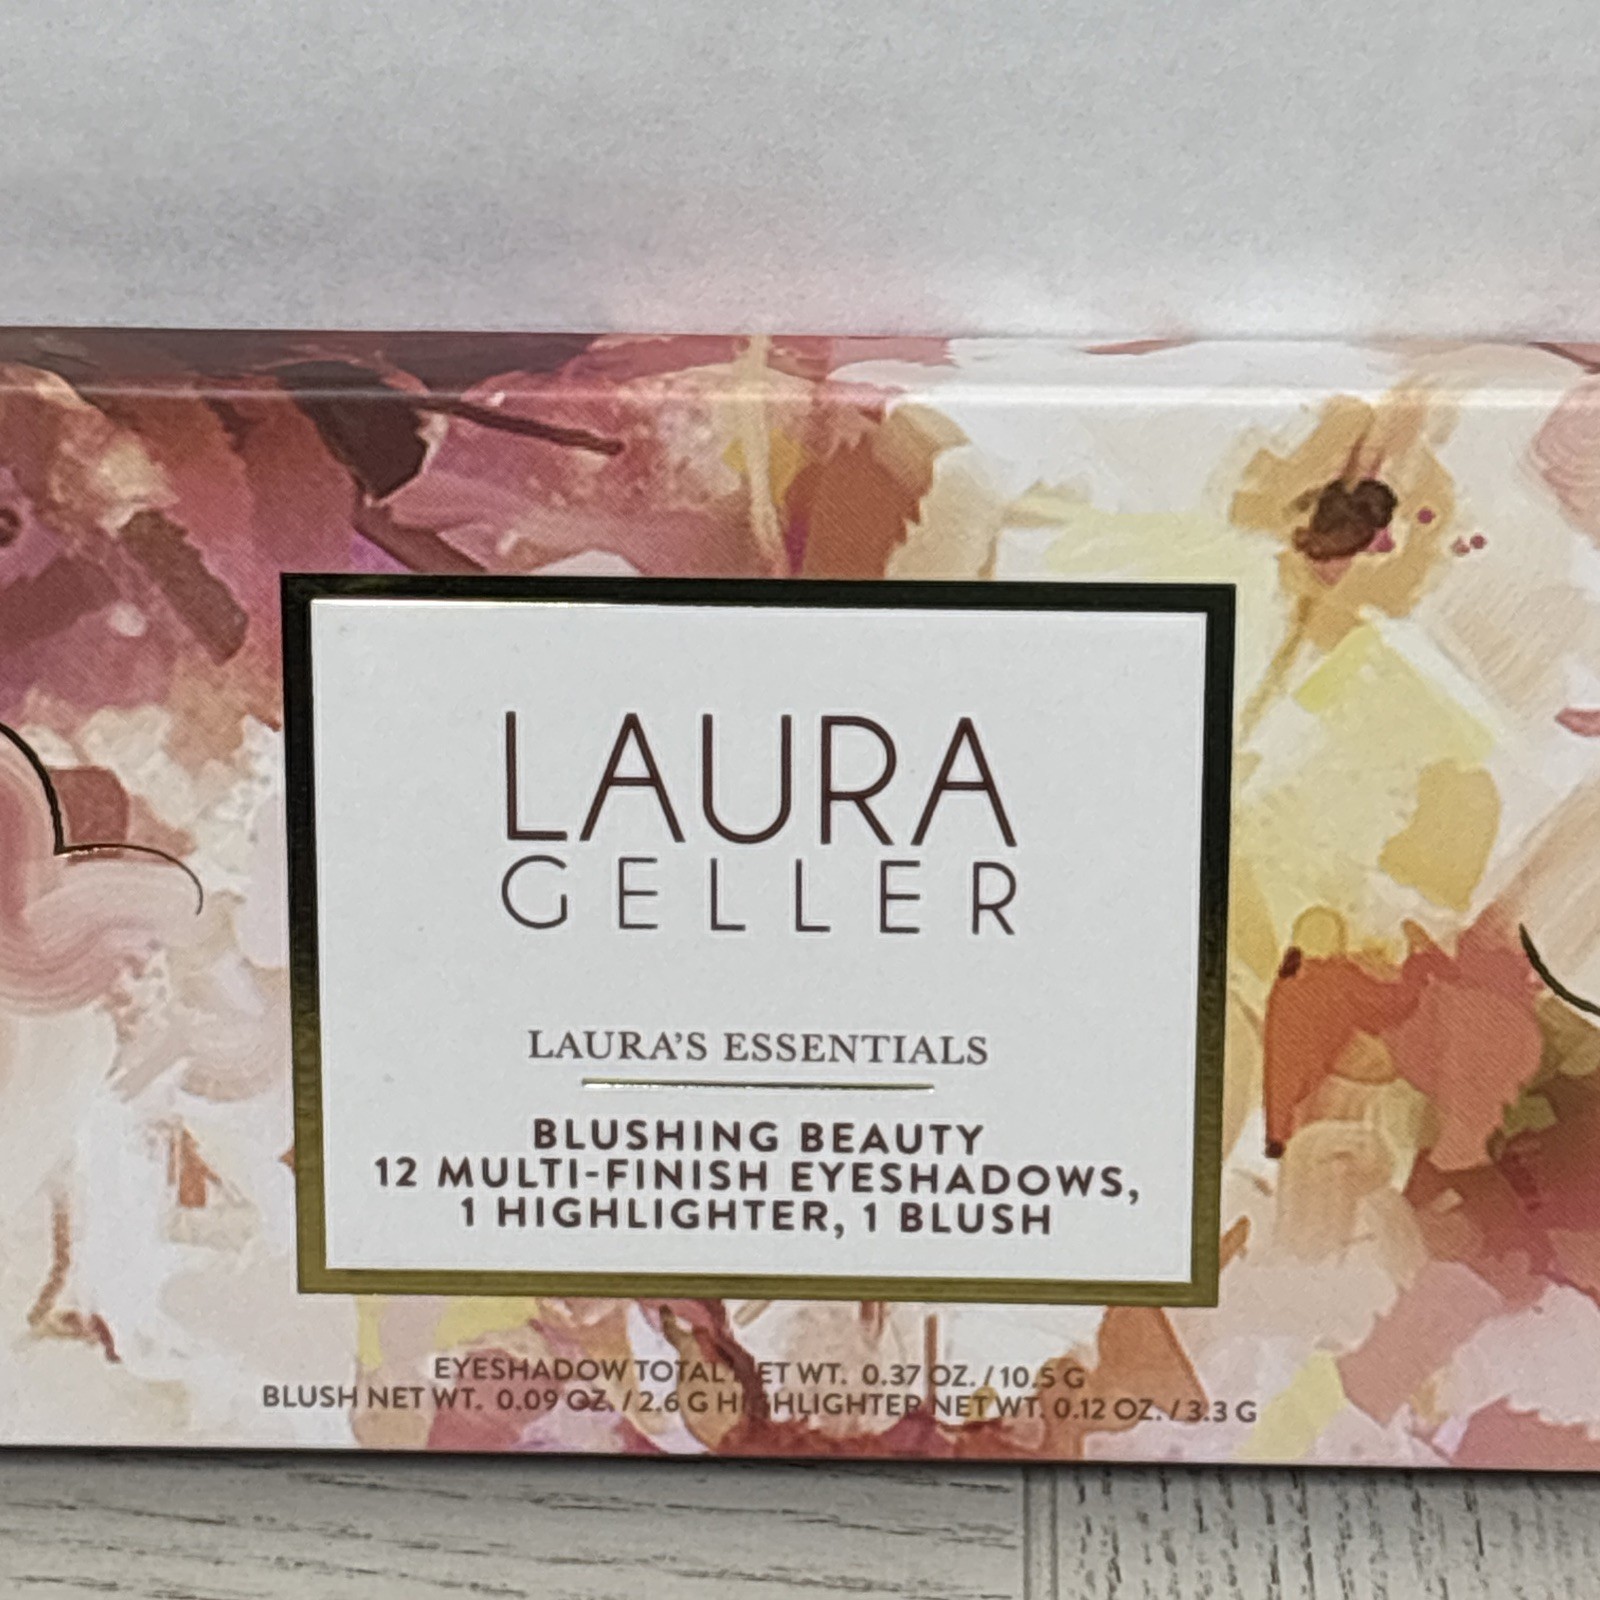 LAURA
GELLER
LAURA'S ESSENTIALS
BLUSHING BEAUTY
12 MULTI-FINISH EYESHADOWS,
1 HIGHLIGHTER, 1 BLUSH
EYESHADOW TOTAL NET WT. 0.37 OZ. / 10.5 G
BLUSH NET WT. 0.09 OZ. / 2.6 G HIGHLIGHTER NET WT. 0.12 OZ. / 3.3 G